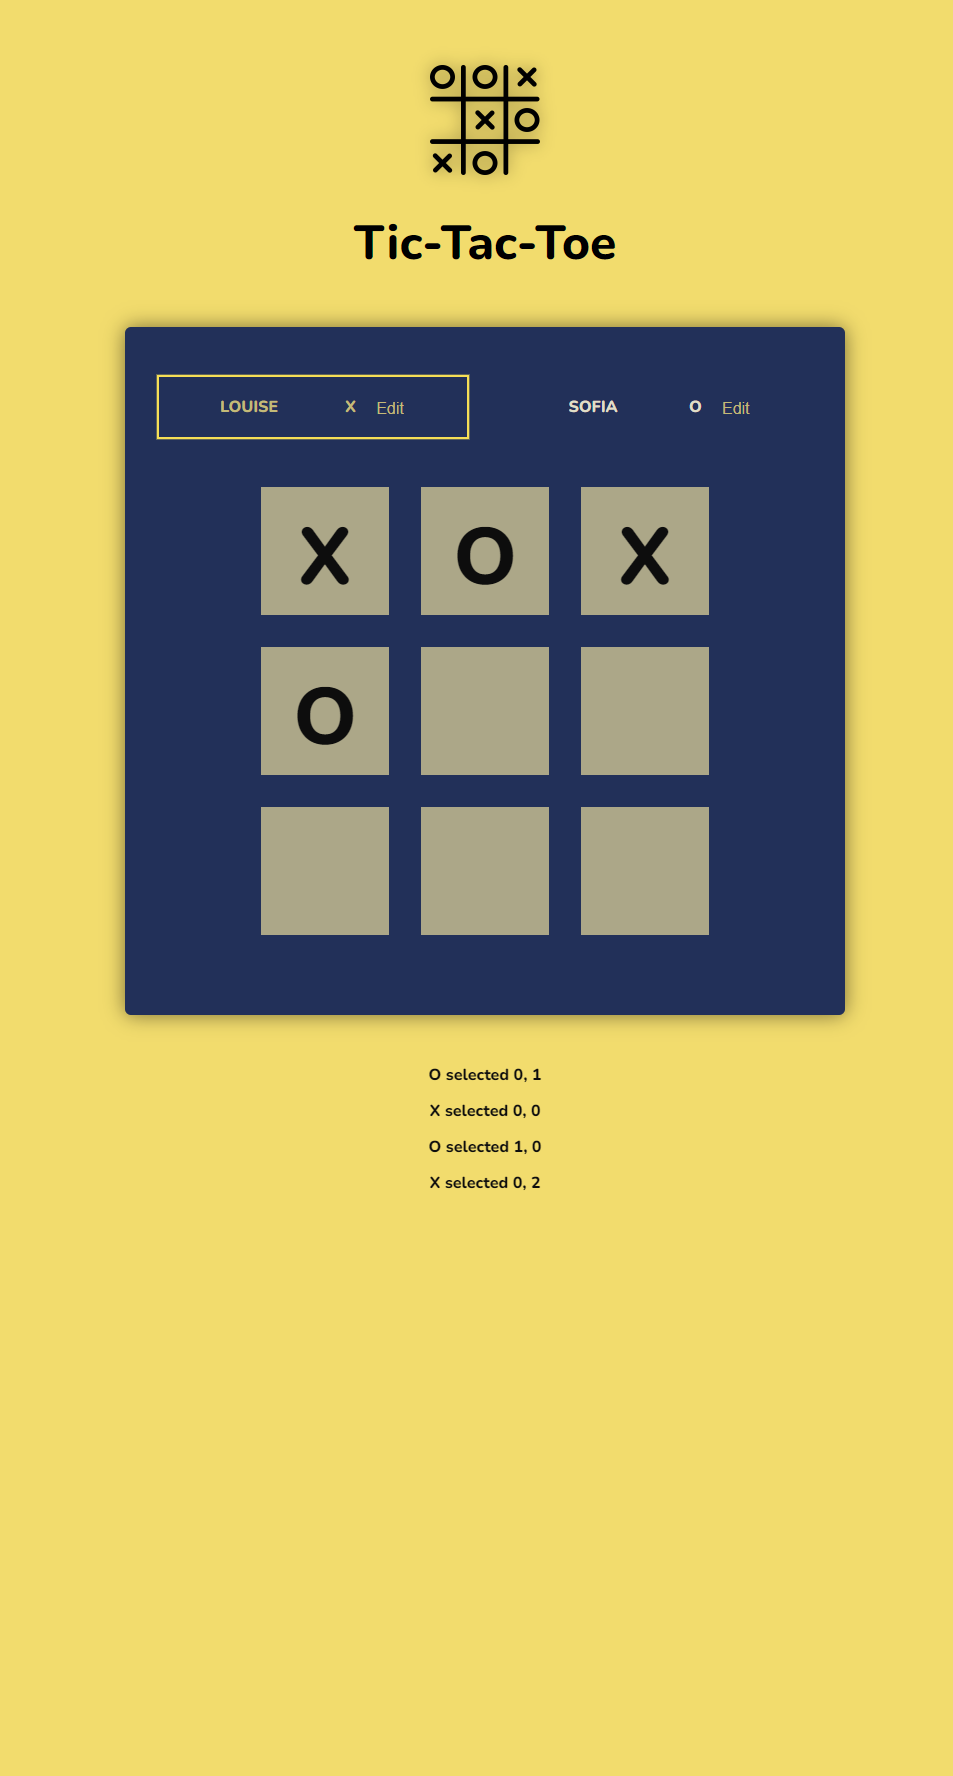 Tic-Tac-Toe
LOUISE X Edit SOFIA O Edit
X O X
O
O selected 0, 1
X selected 0, 0
O selected 1, 0
X selected 0, 2